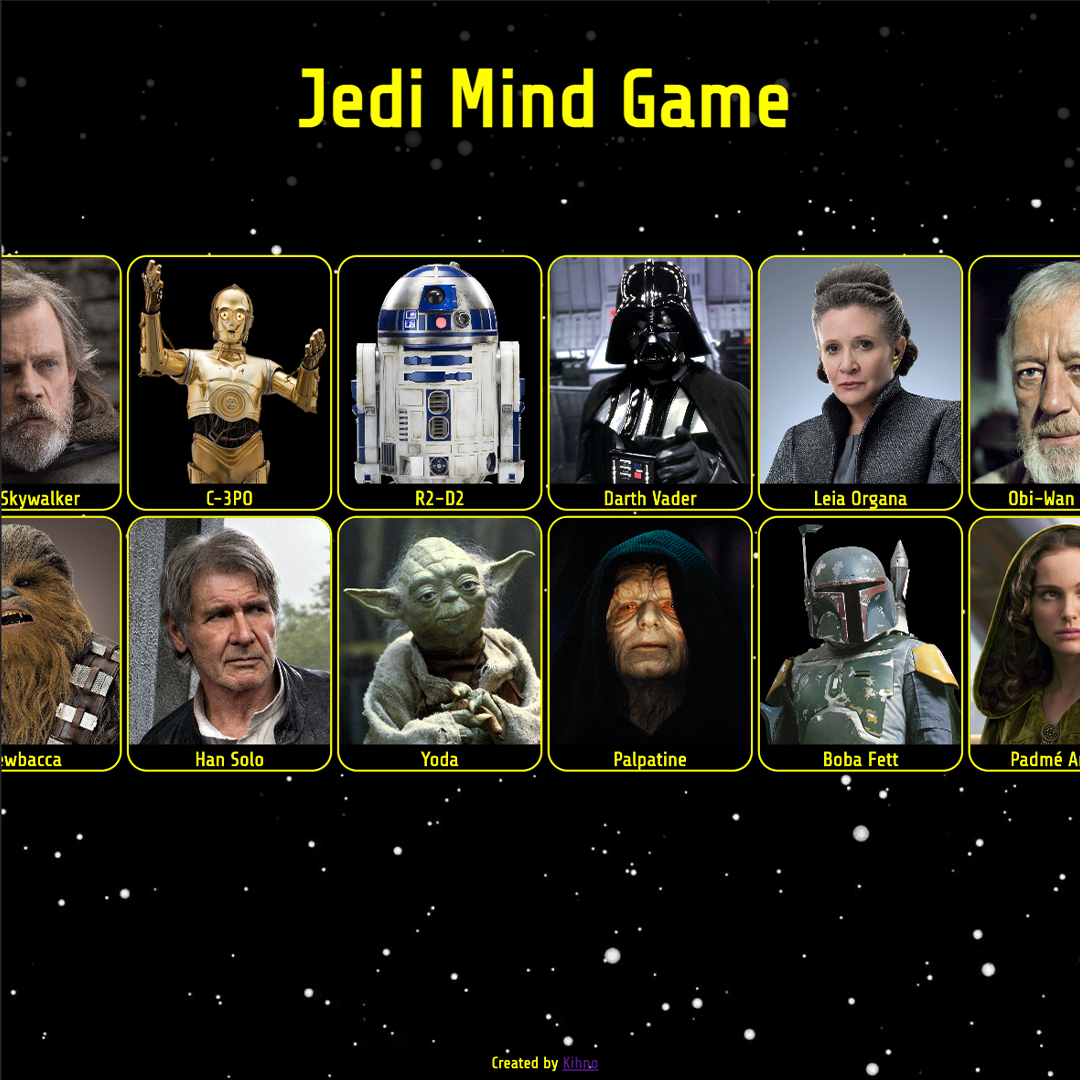 Jedi Mind Game
Skywalker C-3PO R2-D2 Darth Vader Leia Organa Obi-Wan
ewbacca Han Solo Yoda Palpatine Boba Fett Padmé A
Created by Kihno